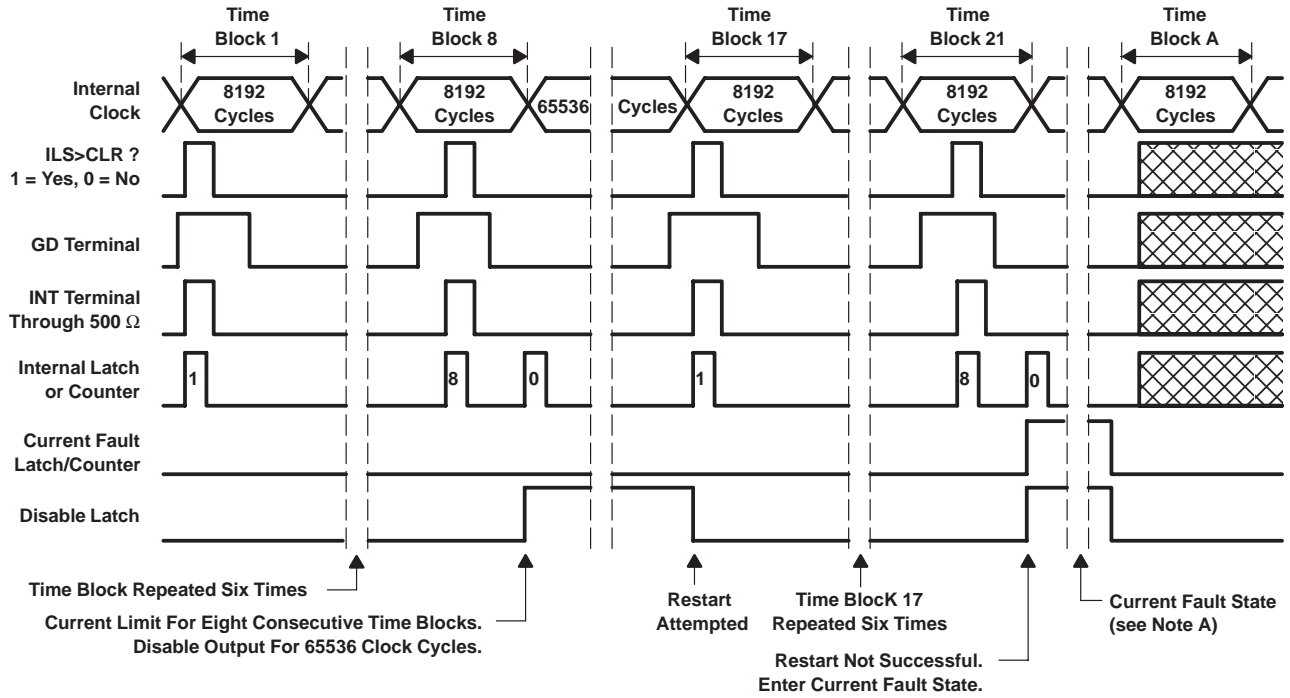 Time
Block 1
Time
Block 8
Time
Block 17
Time
Block 21
Time
Block A
Internal
Clock
8192
Cycles
8192
Cycles
65536
Cycles
8192
Cycles
8192
Cycles
8192
Cycles
ILS>CLR ?
1 = Yes, 0 = No
GD Terminal
INT Terminal
Through 500 Ω
Internal Latch
or Counter
1
8
0
1
8
0
Current Fault
Latch/Counter
Disable Latch
Time Block Repeated Six Times
Current Limit For Eight Consecutive Time Blocks.
Disable Output For 65536 Clock Cycles.
Restart
Attempted
Time BlocK 17
Repeated Six Times
Restart Not Successful.
Enter Current Fault State.
Current Fault State
(see Note A)